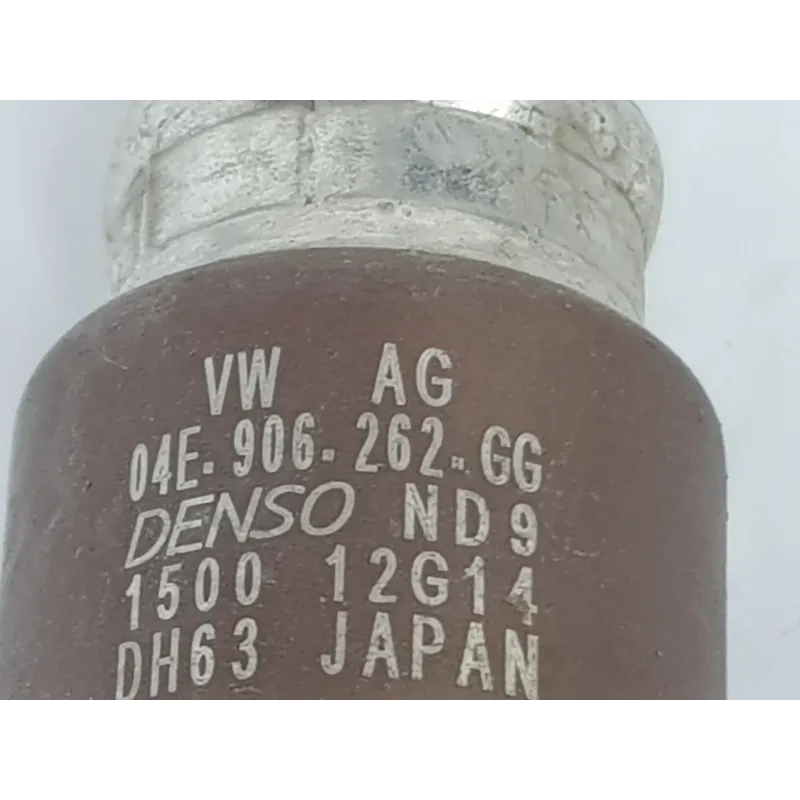 VW AG
04E.906.262.GG
DENSO ND9
1500 12G14
DH63 JAPAN